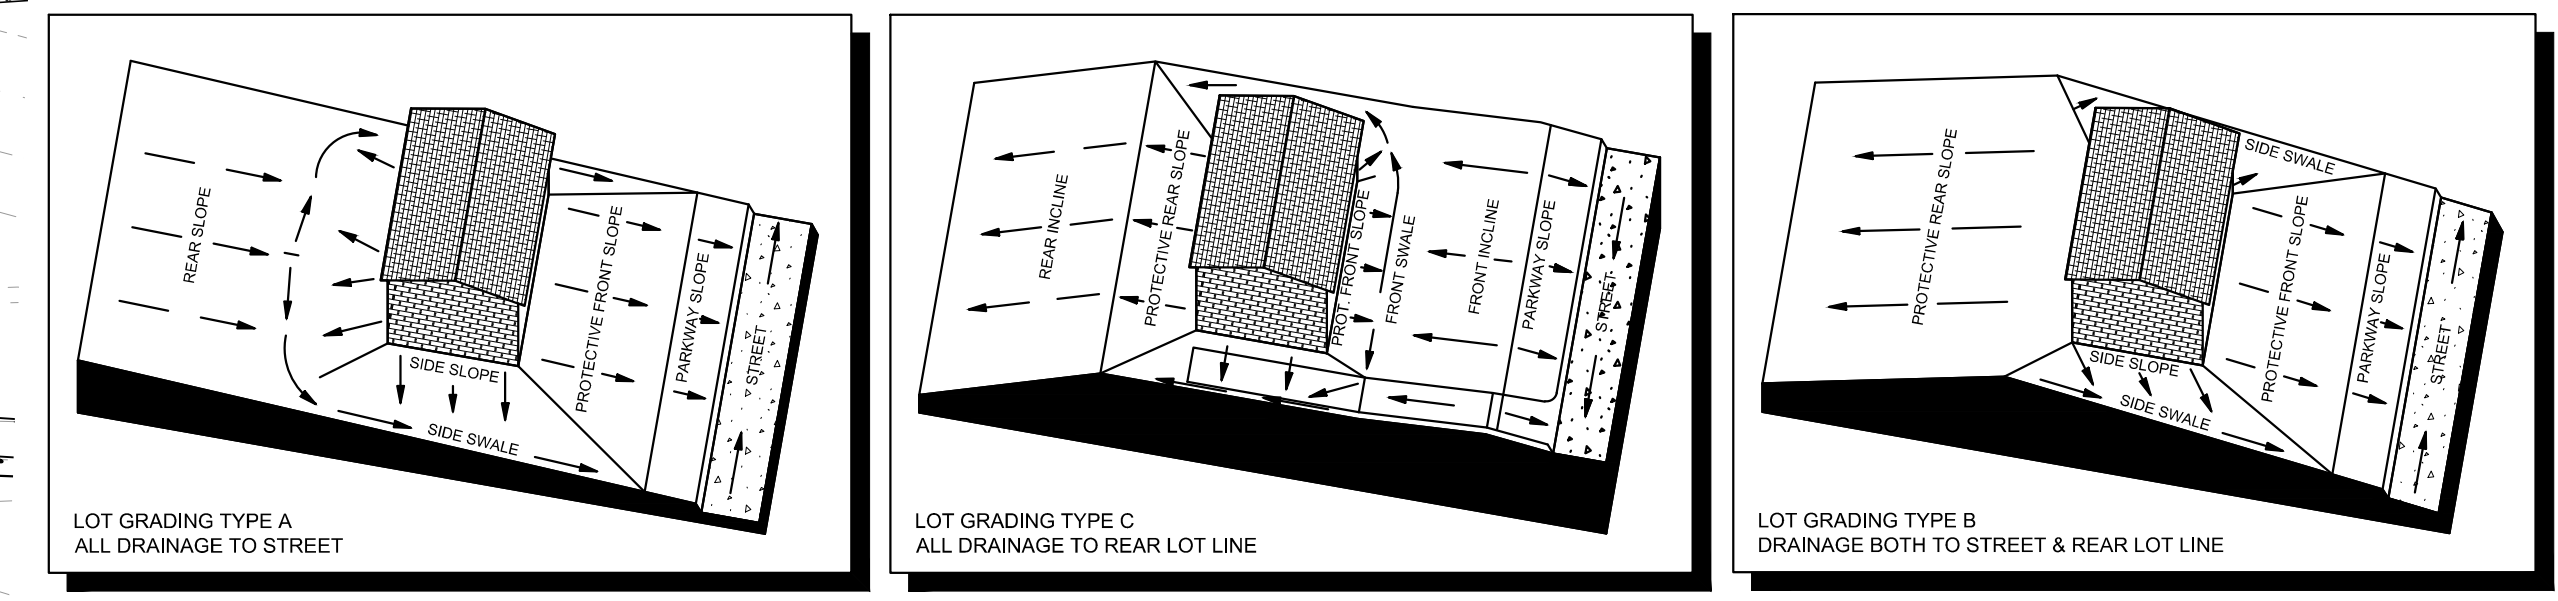 REAR SLOPE
SIDE SLOPE
SIDE SWALE
PROTECTIVE FRONT SLOPE
PARKWAY SLOPE
STREET
LOT GRADING TYPE A
ALL DRAINAGE TO STREET
REAR INCLINE
PROTECTIVE REAR SLOPE
PROT. FRONT SLOPE
FRONT SWALE
FRONT INCLINE
PARKWAY SLOPE
STREET
LOT GRADING TYPE C
ALL DRAINAGE TO REAR LOT LINE
PROTECTIVE REAR SLOPE
SIDE SWALE
SIDE SLOPE
SIDE SWALE
PROTECTIVE FRONT SLOPE
PARKWAY SLOPE
STREET
LOT GRADING TYPE B
DRAINAGE BOTH TO STREET & REAR LOT LINE